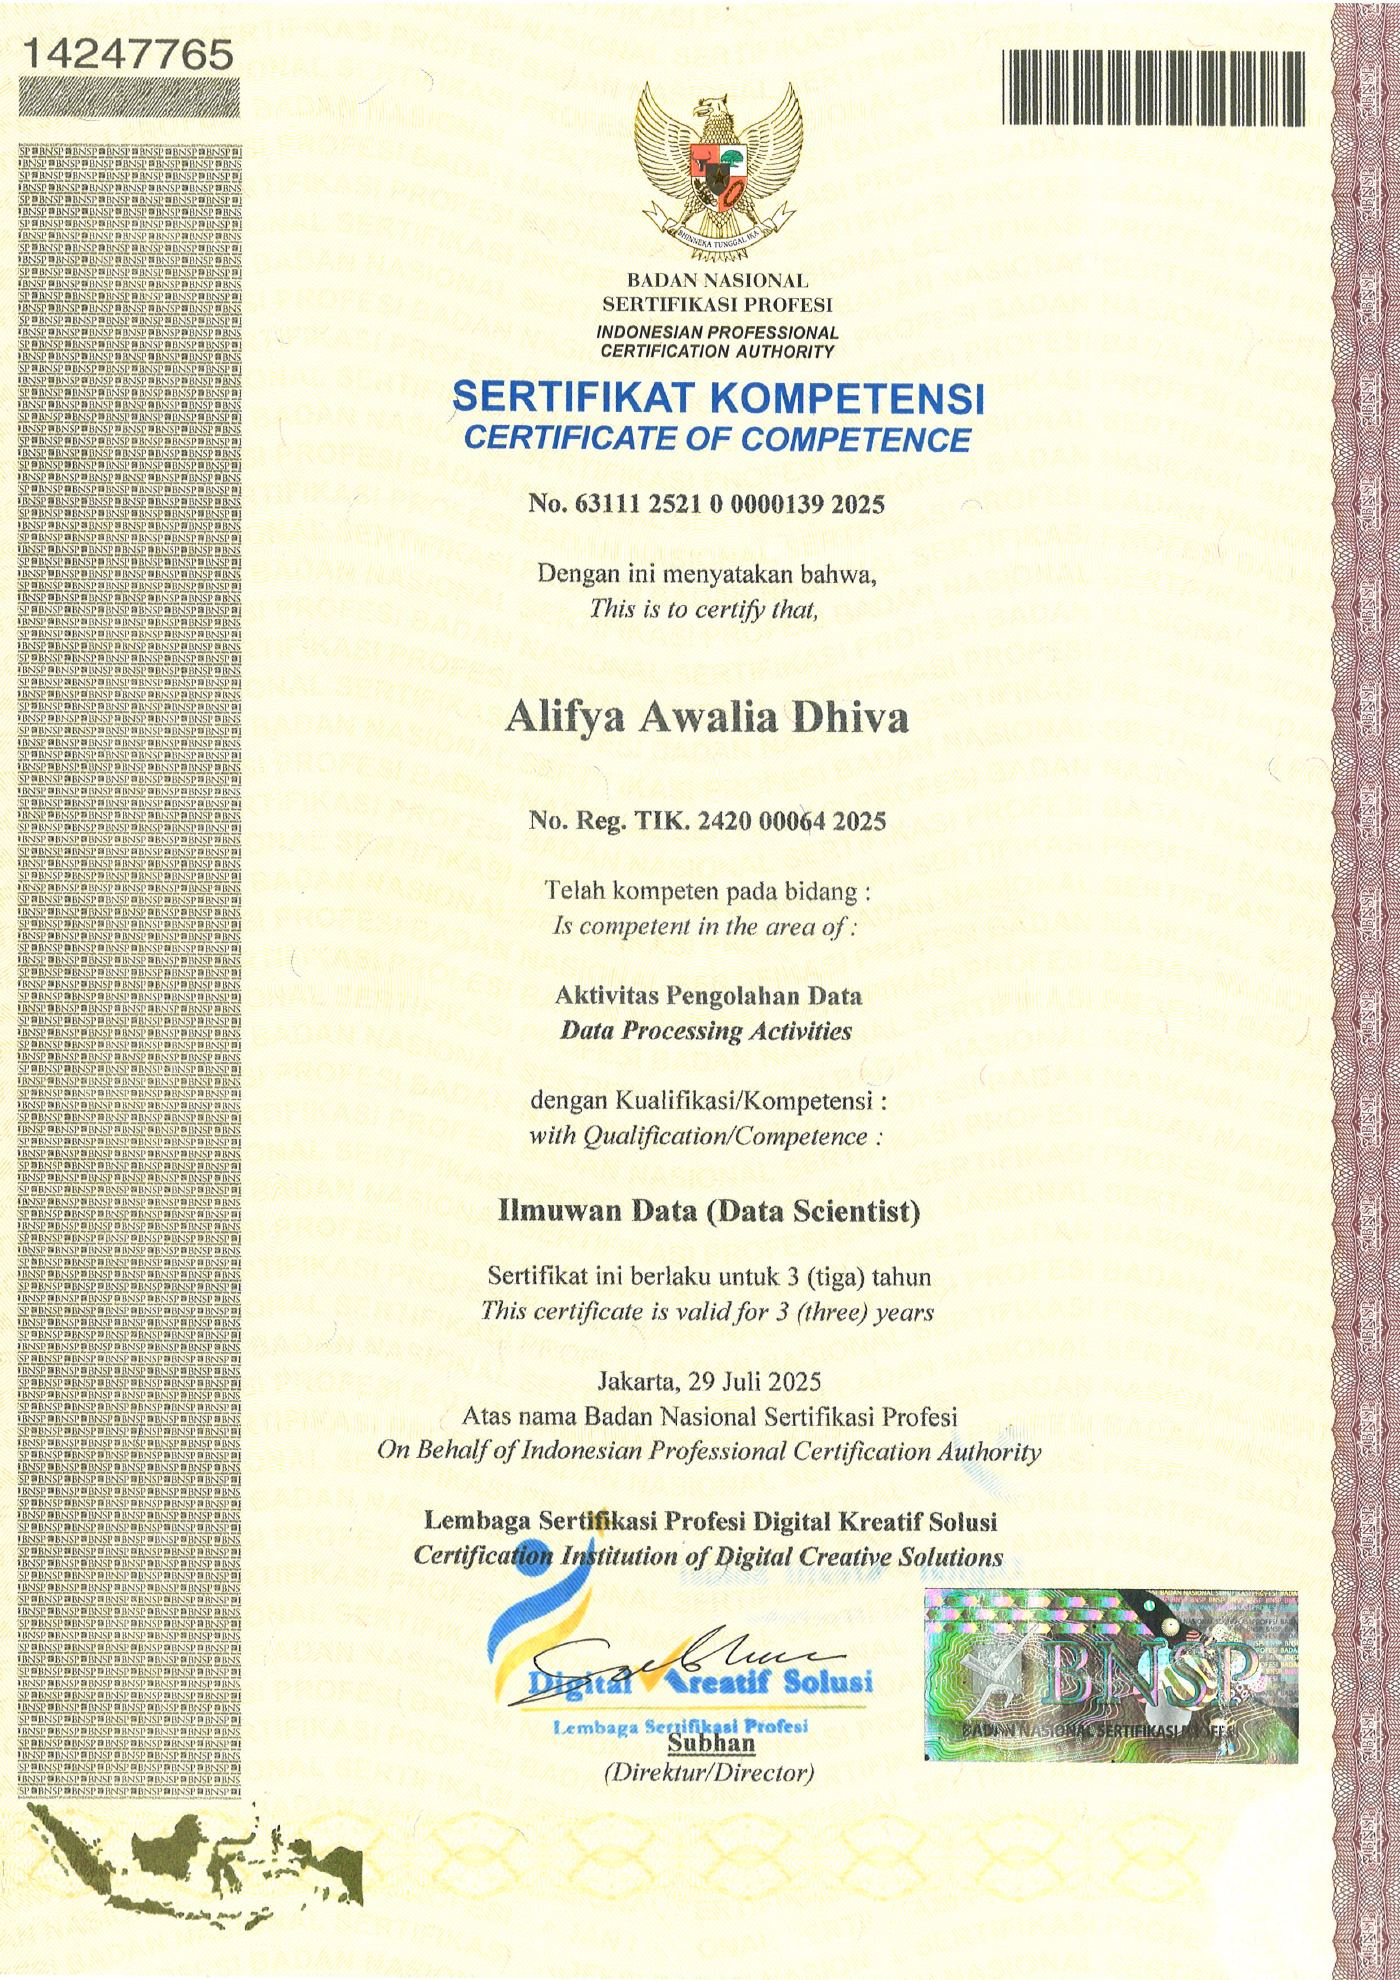 14247765
BHINNEKA TUNGGAL IKA
BADAN NASIONAL
SERTIFIKASI PROFESI
INDONESIAN PROFESSIONAL
CERTIFICATION AUTHORITY
SERTIFIKAT KOMPETENSI
CERTIFICATE OF COMPETENCE
No. 63111 2521 0 0000139 2025
Dengan ini menyatakan bahwa,
This is to certify that,
Alifya Awalia Dhiva
No. Reg. TIK. 2420 00064 2025
Telah kompeten pada bidang :
Is competent in the area of :
Aktivitas Pengolahan Data
Data Processing Activities
dengan Kualifikasi/Kompetensi :
with Qualification/Competence :
Ilmuwan Data (Data Scientist)
Sertifikat ini berlaku untuk 3 (tiga) tahun
This certificate is valid for 3 (three) years
Jakarta, 29 Juli 2025
Atas nama Badan Nasional Sertifikasi Profesi
On Behalf of Indonesian Professional Certification Authority
Lembaga Sertifikasi Profesi Digital Kreatif Solusi
Certification Institution of Digital Creative Solutions
Digital Kreatif Solusi
Lembaga Sertifikasi Profesi
Subhan
(Direktur/Director)
BNSP
BADAN NASIONAL SERTIFIKASI PROFESI